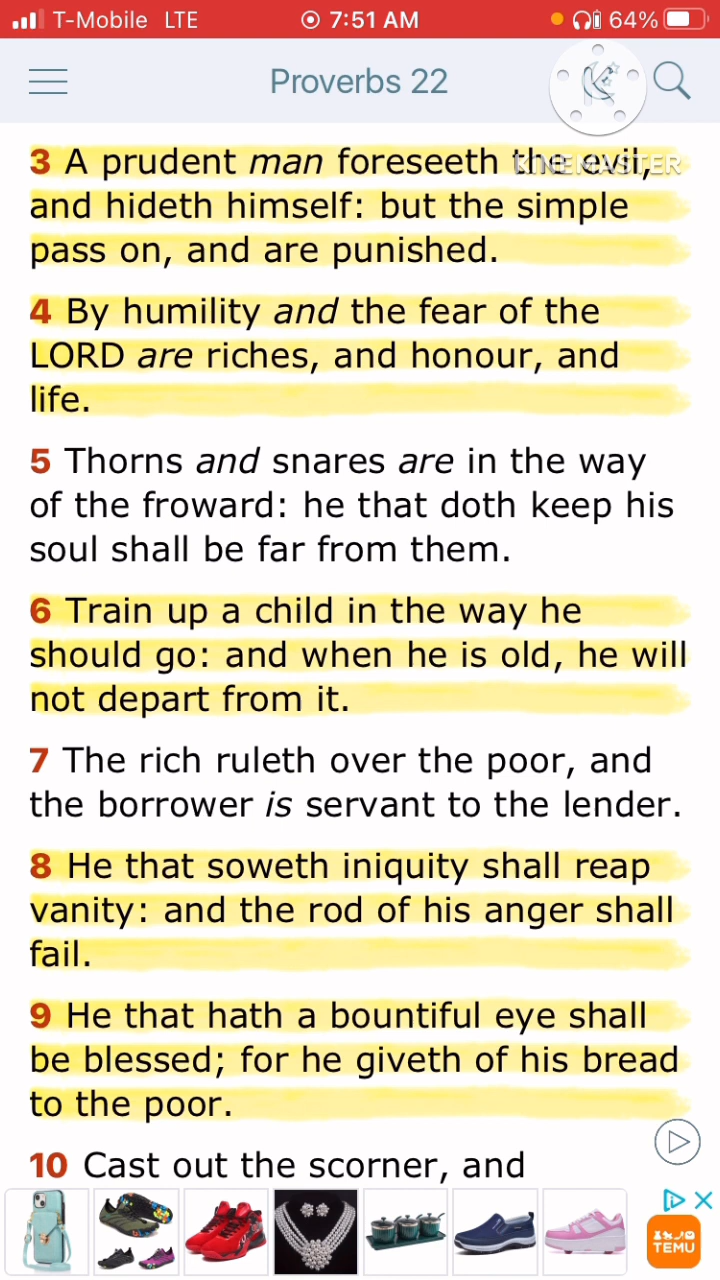 T-Mobile LTE 7:51 AM 64%
Proverbs 22
KINEMASTER
3 A prudent man foreseeth the evil,
and hideth himself: but the simple
pass on, and are punished.
4 By humility and the fear of the
LORD are riches, and honour, and
life.
5 Thorns and snares are in the way
of the froward: he that doth keep his
soul shall be far from them.
6 Train up a child in the way he
should go: and when he is old, he will
not depart from it.
7 The rich ruleth over the poor, and
the borrower is servant to the lender.
8 He that soweth iniquity shall reap
vanity: and the rod of his anger shall
fail.
9 He that hath a bountiful eye shall
be blessed; for he giveth of his bread
to the poor.
10 Cast out the scorner, and
TEMU